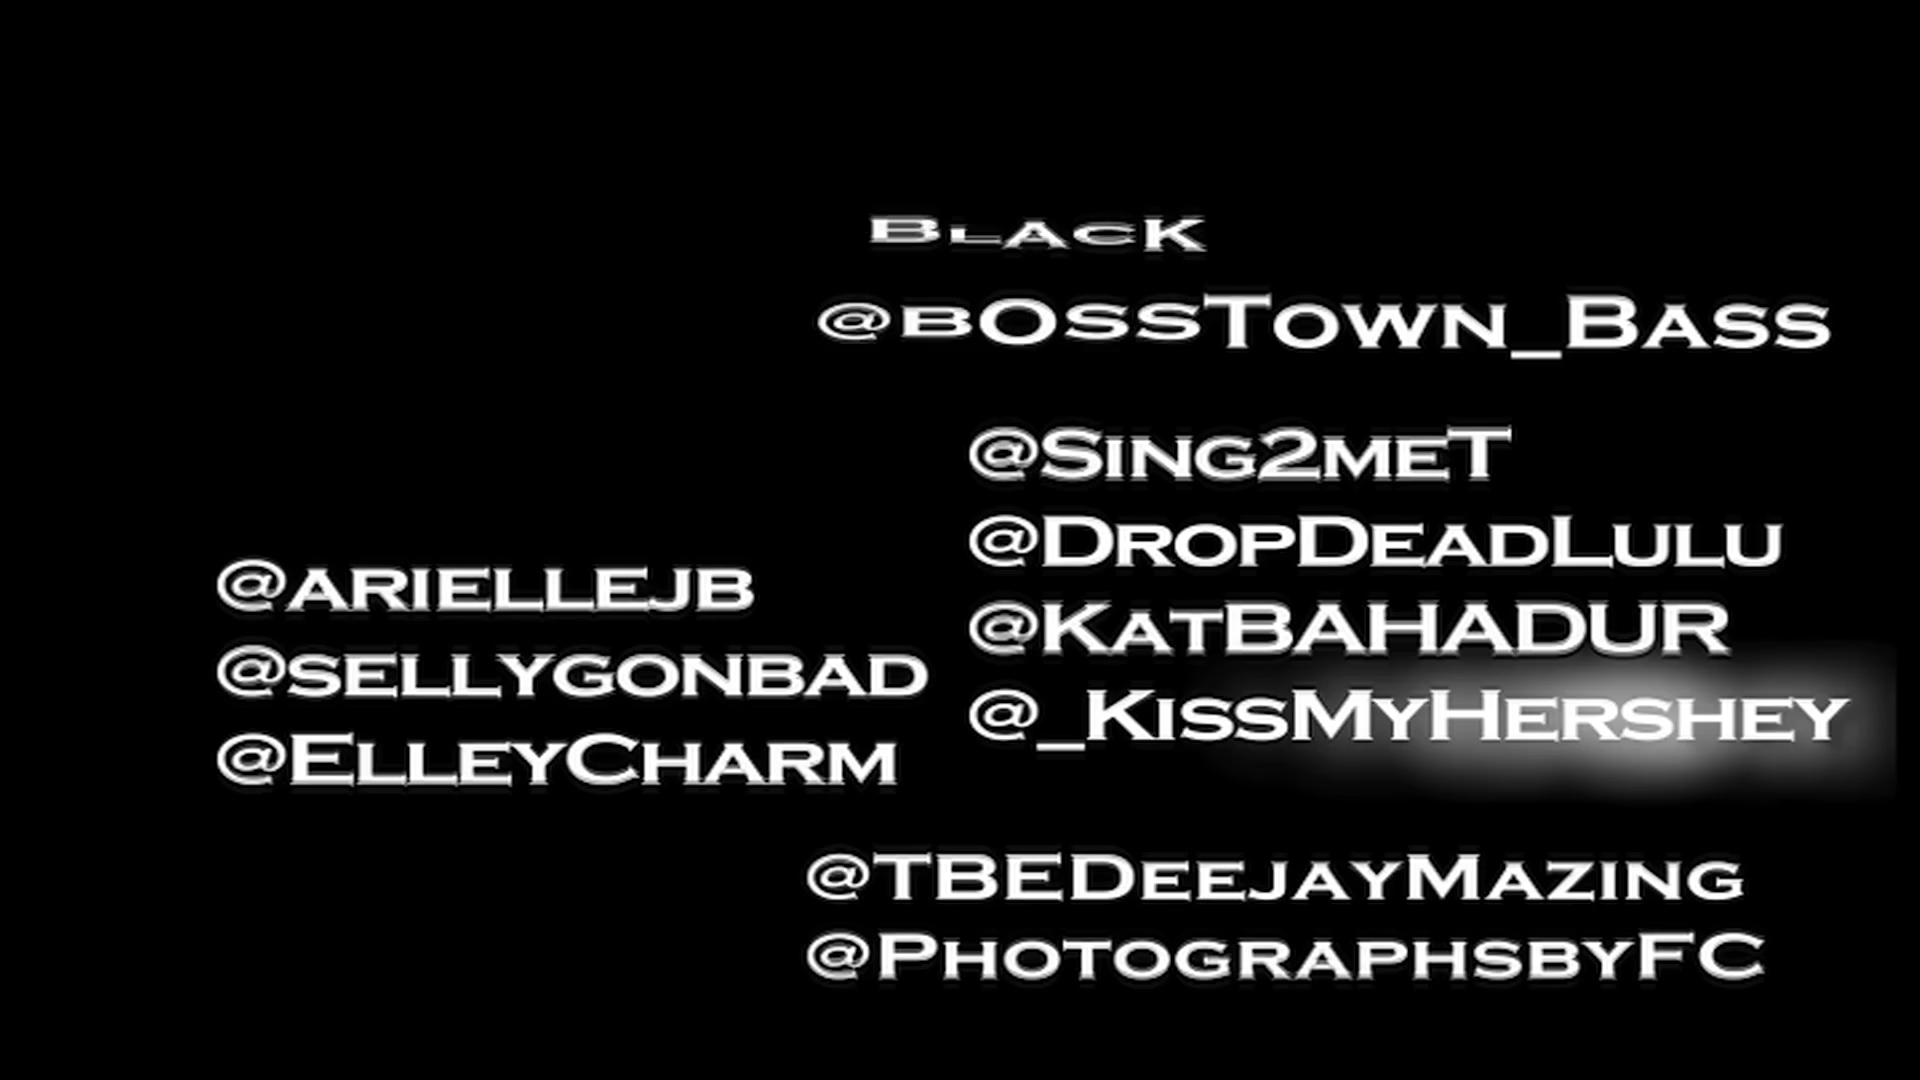 BlacK
@bOssTown_Bass
@Sing2meT
@DropDeadLulu
@KatBAHADUR
@_KissMyHershey
@ariellejb
@sellygonbad
@ElleyCharm
@TBEDeejayMazing
@PhotographsbyFC